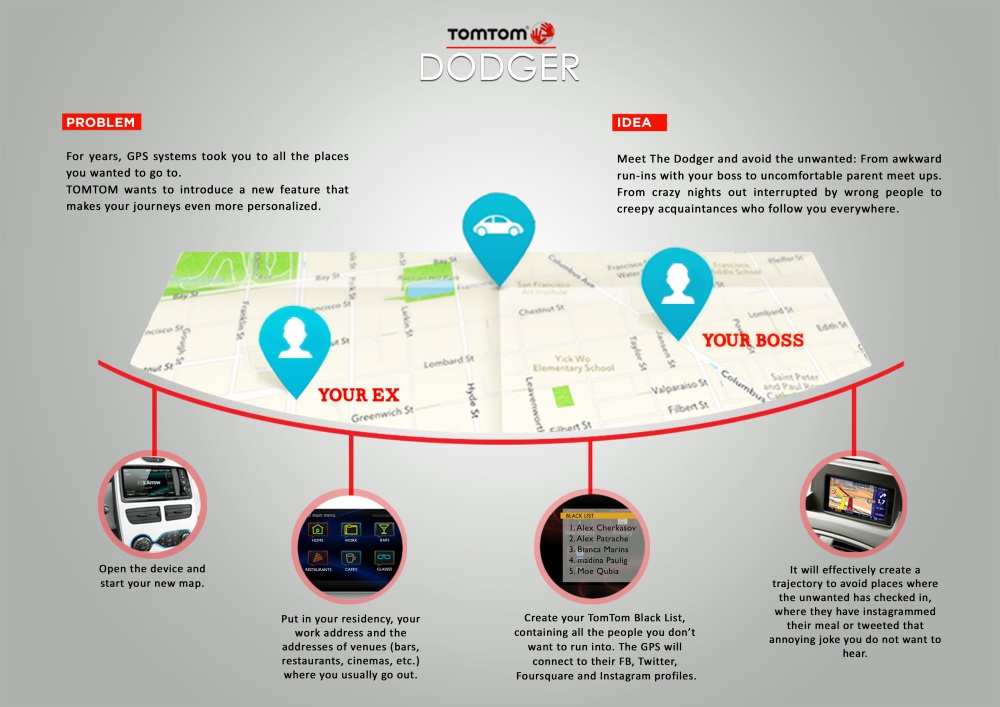 TOMTOM
DODGER
PROBLEM
For years, GPS systems took you to all the places
you wanted to go to.
TOMTOM wants to introduce a new feature that
makes your journeys even more personalized.
IDEA
Meet The Dodger and avoid the unwanted: From awkward
run-ins with your boss to uncomfortable parent meet ups.
From crazy nights out interrupted by wrong people to
creepy acquaintances who follow you everywhere.
Bay St
Bay St
Bay St
Columbus Ave
Francisco
Middle School
Pfeiffer St
San Francisco
Art Institute
Chestnut St
Franklin St
Larkin St
Lombard St
Lombard St
Edith St
Hyde St
Taylor St
Jansen St
YOUR BOSS
Yick Wo
Elementary School
Valparaiso St
Columbus
Saint Peter
and Paul
Leavenworth
Filbert St
Filbert St
Greenwich St
YOUR EX
Open the device and
start your new map.
main menu
HOME
WORK
BARS
RESTAURANTS
CAFES
Put in your residency, your
work address and the
addresses of venues (bars,
restaurants, cinemas, etc.)
where you usually go out.
BLACK LIST
1. Alex Cherkasov
2. Alex Patrache
3. Bianca Marins
4. madina Paulig
5. Moe Qubia
Create your TomTom Black List,
containing all the people you don't
want to run into. The GPS will
connect to their FB, Twitter,
Foursquare and Instagram profiles.
It will effectively create a
trajectory to avoid places where
the unwanted has checked in,
where they have instagrammed
their meal or tweeted that
annoying joke you do not want to
hear.